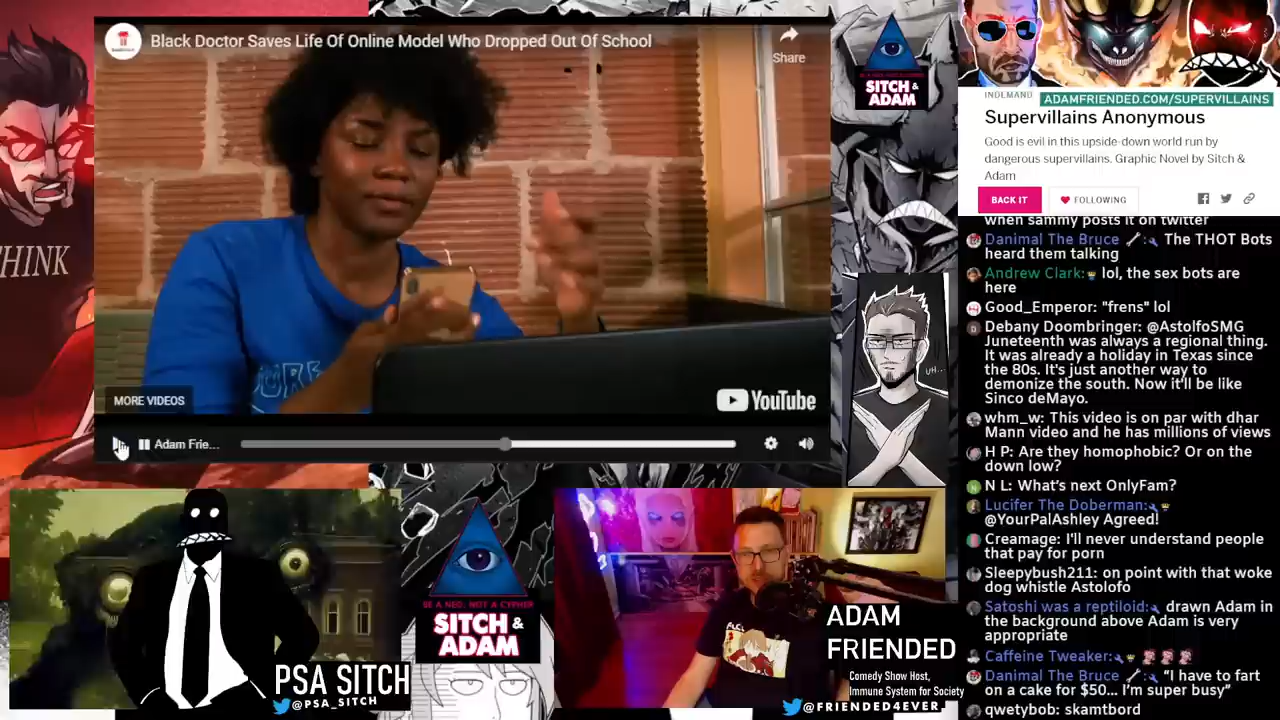 Black Doctor Saves Life Of Online Model Who Dropped Out Of School
Share
MORE VIDEOS
YouTube
Adam Frie...
THINK
SITCH &
ADAM
UH..
INDEMAND
ADAMFRIENDED.COM/SUPERVILLAINS
Supervillains Anonymous
Good is evil in this upside-down world run by
dangerous supervillains. Graphic Novel by Sitch &
Adam
BACK IT
FOLLOWING
when sammy posts it on twitter
Danimal The Bruce The THOT Bots
heard them talking
Andrew Clark: lol, the sex bots are
here
Good_Emperor: "frens" lol
Debany Doombringer: @AstolfoSMG
Juneteenth was always a regional thing.
It was already a holiday in Texas since
the 80s. It's just another way to
demonize the south. Now it'll be like
Sinco deMayo.
whm_w: This video is on par with dhar
Mann video and he has millions of views
H P: Are they homophobic? Or on the
down low?
N L: What's next OnlyFam?
Lucifer The Doberman:
@YourPalAshley Agreed!
Creamage: I'll never understand people
that pay for porn
Sleepybush211: on point with that woke
dog whistle Astolofo
Satoshi was a reptiloid: drawn Adam in
the background above Adam is very
appropriate
Caffeine Tweaker:
Danimal The Bruce "I have to fart
on a cake for $50... I'm super busy"
qwetybob: skamtbord
PSA SITCH
@PSA_SITCH
BE A NEO, NOT A CYPHER
SITCH &
ADAM
ADAM
FRIENDED
Comedy Show Host,
Immune System for Society
@FRIENDED4EVER